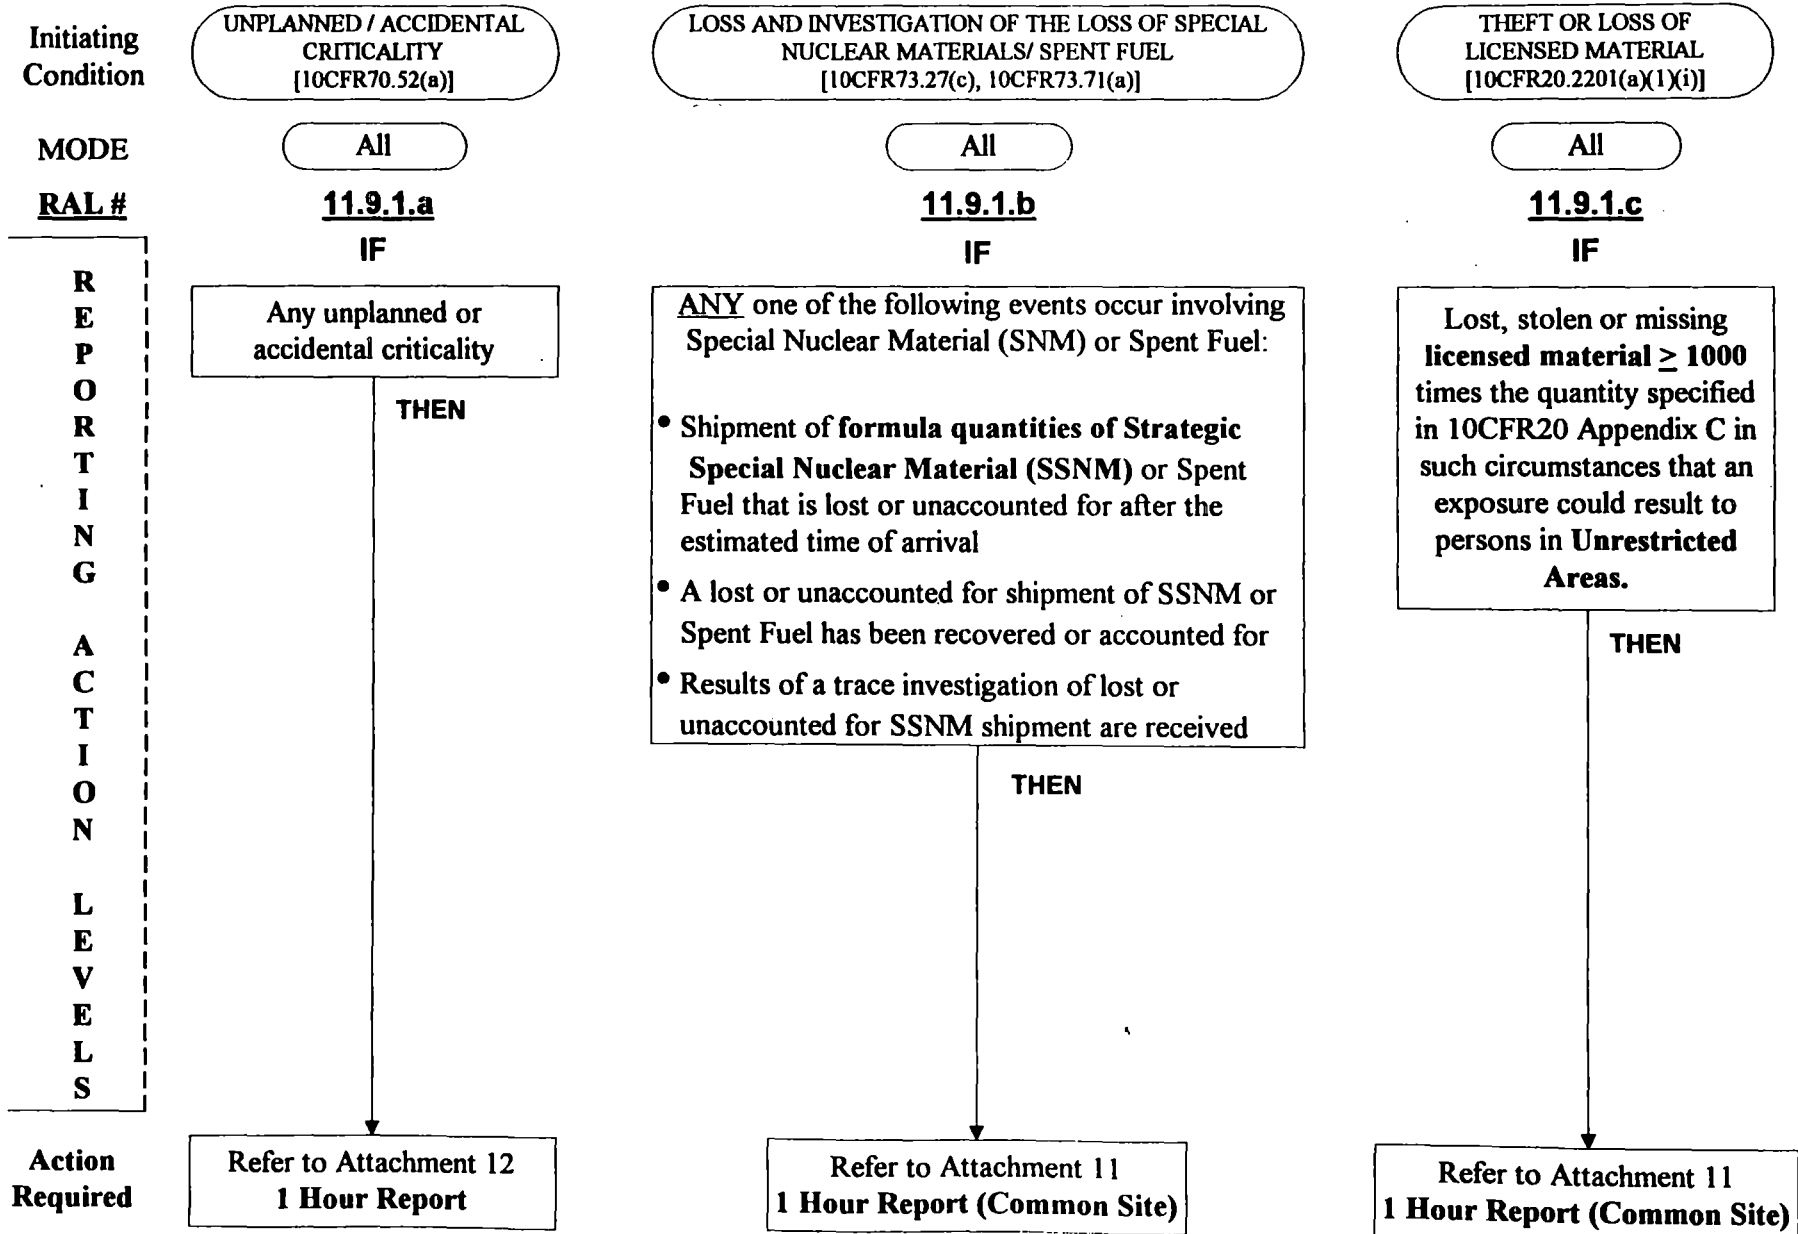 Initiating
Condition
UNPLANNED / ACCIDENTAL
CRITICALITY
[10CFR70.52(a)]
LOSS AND INVESTIGATION OF THE LOSS OF SPECIAL
NUCLEAR MATERIALS/ SPENT FUEL
[10CFR73.27(c), 10CFR73.71(a)]
THEFT OR LOSS OF
LICENSED MATERIAL
[10CFR20.2201(a)(1)(i)]
MODE
All
All
All
RAL #
11.9.1.a
11.9.1.b
11.9.1.c
IF
IF
IF
REPORTING ACTION LEVELS
Any unplanned or
accidental criticality
THEN
ANY one of the following events occur involving
Special Nuclear Material (SNM) or Spent Fuel:
• Shipment of formula quantities of Strategic
Special Nuclear Material (SSNM) or Spent
Fuel that is lost or unaccounted for after the
estimated time of arrival
• A lost or unaccounted for shipment of SSNM or
Spent Fuel has been recovered or accounted for
• Results of a trace investigation of lost or
unaccounted for SSNM shipment are received
THEN
Lost, stolen or missing
licensed material ≥ 1000
times the quantity specified
in 10CFR20 Appendix C in
such circumstances that an
exposure could result to
persons in Unrestricted
Areas.
THEN
Action
Required
Refer to Attachment 12
1 Hour Report
Refer to Attachment 11
1 Hour Report (Common Site)
Refer to Attachment 11
1 Hour Report (Common Site)